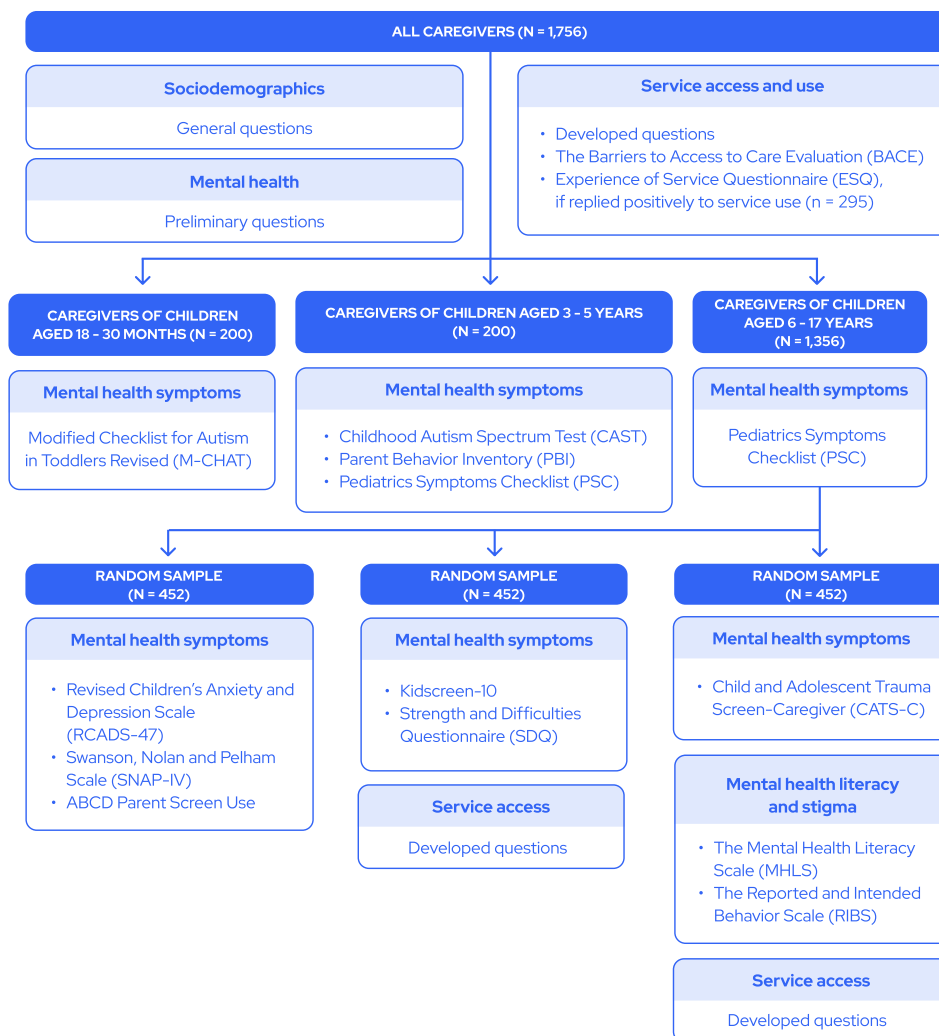 ALL CAREGIVERS (N = 1,756)
Sociodemographics
General questions
Mental health
Preliminary questions
Service access and use
• Developed questions
• The Barriers to Access to Care Evaluation (BACE)
• Experience of Service Questionnaire (ESQ),
if replied positively to service use (n = 295)
CAREGIVERS OF CHILDREN
AGED 18 - 30 MONTHS (N = 200)
Mental health symptoms
Modified Checklist for Autism
in Toddlers Revised (M-CHAT)
CAREGIVERS OF CHILDREN AGED 3 - 5 YEARS
(N = 200)
Mental health symptoms
• Childhood Autism Spectrum Test (CAST)
• Parent Behavior Inventory (PBI)
• Pediatrics Symptoms Checklist (PSC)
CAREGIVERS OF CHILDREN
AGED 6 - 17 YEARS
(N = 1,356)
Mental health symptoms
Pediatrics Symptoms
Checklist (PSC)
RANDOM SAMPLE
(N = 452)
Mental health symptoms
• Revised Children's Anxiety and
Depression Scale
(RCADS-47)
• Swanson, Nolan and Pelham
Scale (SNAP-IV)
• ABCD Parent Screen Use
RANDOM SAMPLE
(N = 452)
Mental health symptoms
• Kidscreen-10
• Strength and Difficulties
Questionnaire (SDQ)
Service access
Developed questions
RANDOM SAMPLE
(N = 452)
Mental health symptoms
• Child and Adolescent Trauma
Screen-Caregiver (CATS-C)
Mental health literacy
and stigma
• The Mental Health Literacy
Scale (MHLS)
• The Reported and Intended
Behavior Scale (RIBS)
Service access
Developed questions